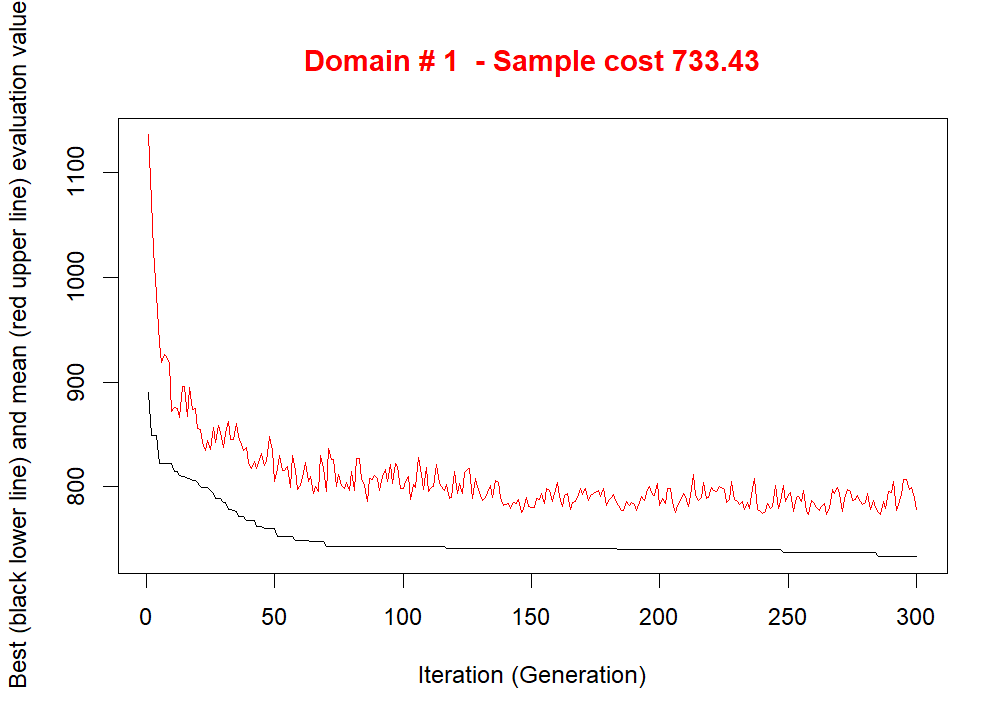 Domain # 1  - Sample cost 733.43
Best (black lower line) and mean (red upper line) evaluation value
1100
1000
900
800
0 50 100 150 200 250 300
Iteration (Generation)